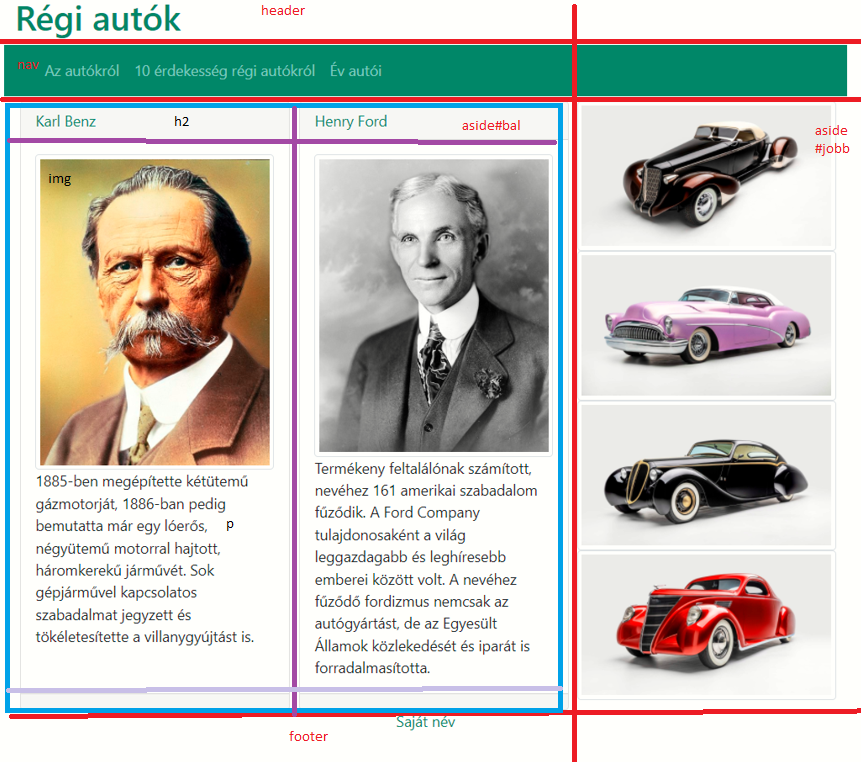 Régi autók
header
nav
Az autókról 10 érdekesség régi autókról Év autói
Karl Benz
h2
Henry Ford
aside#bal
aside
#jobb
img
1885-ben megépítette kétütemű
gázmotorját, 1886-ban pedig
bemutatta már egy lóerős,
p
négyütemű motorral hajtott,
háromkerekű járművét. Sok
gépjárművel kapcsolatos
szabadalmat jegyzett és
tökéletesítette a villanygyújtást is.
Termékeny feltalálónak számított,
nevéhez 161 amerikai szabadalom
fűződik. A Ford Company
tulajdonosaként a világ
leggazdagabb és leghíresebb
emberei között volt. A nevéhez
fűződő fordizmus nemcsak az
autógyártást, de az Egyesült
Államok közlekedését és iparát is
forradalmasította.
Saját név
footer